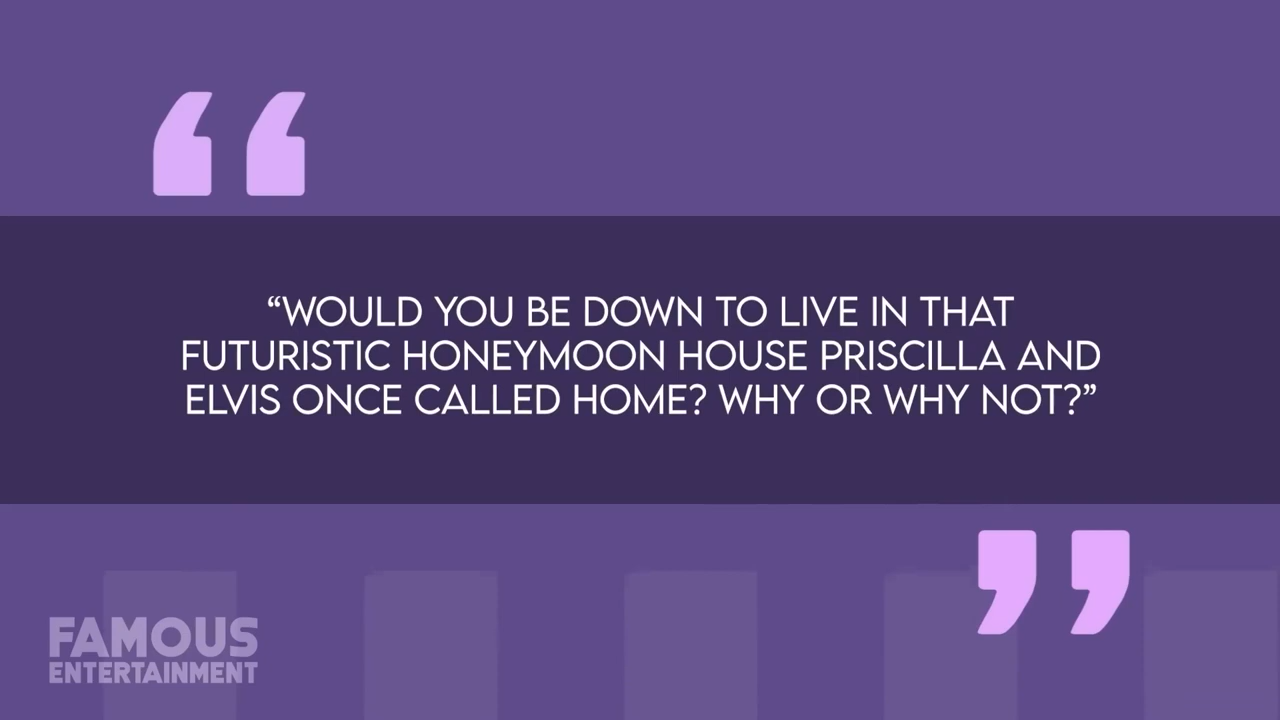 “WOULD YOU BE DOWN TO LIVE IN THAT
FUTURISTIC HONEYMOON HOUSE PRISCILLA AND
ELVIS ONCE CALLED HOME? WHY OR WHY NOT?”
FAMOUS
ENTERTAINMENT